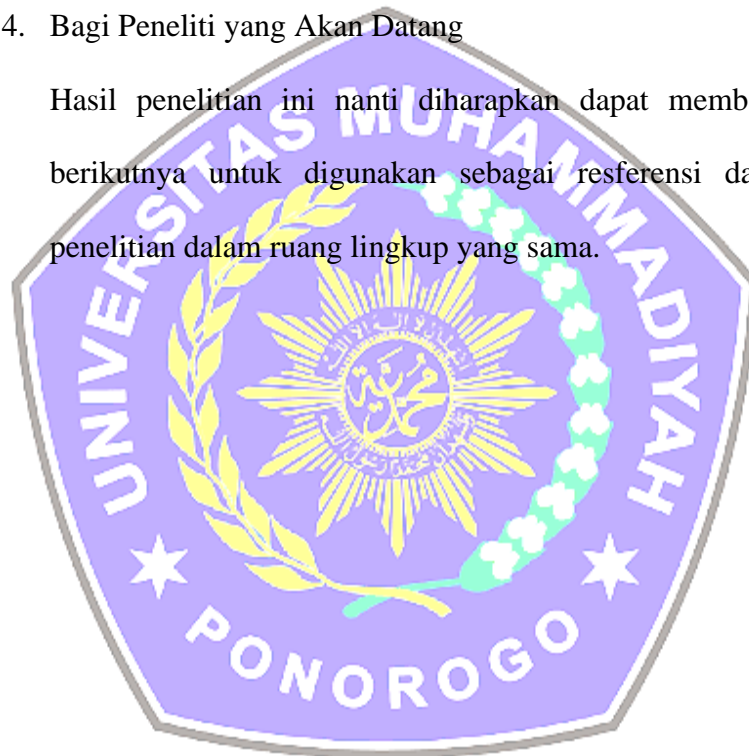 4. Bagi Peneliti yang Akan Datang
Hasil penelitian ini nanti diharapkan dapat memb
berikutnya untuk digunakan sebagai resferensi da
penelitian dalam ruang lingkup yang sama.
UNIVERSITAS MUHAMMADIYAH
محمدية
PONOROGO